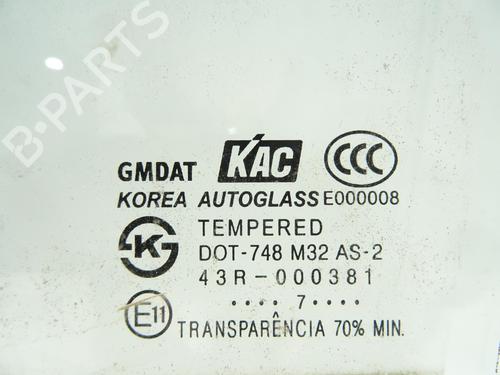 B-PARTS
GMDAT KAC CCC
KOREA AUTOGLASS E000008
TEMPERED
K
DOT-748 M32 AS-2
43R-000381
.... 7....
E11
TRANSPARÊNCIA 70% MIN.